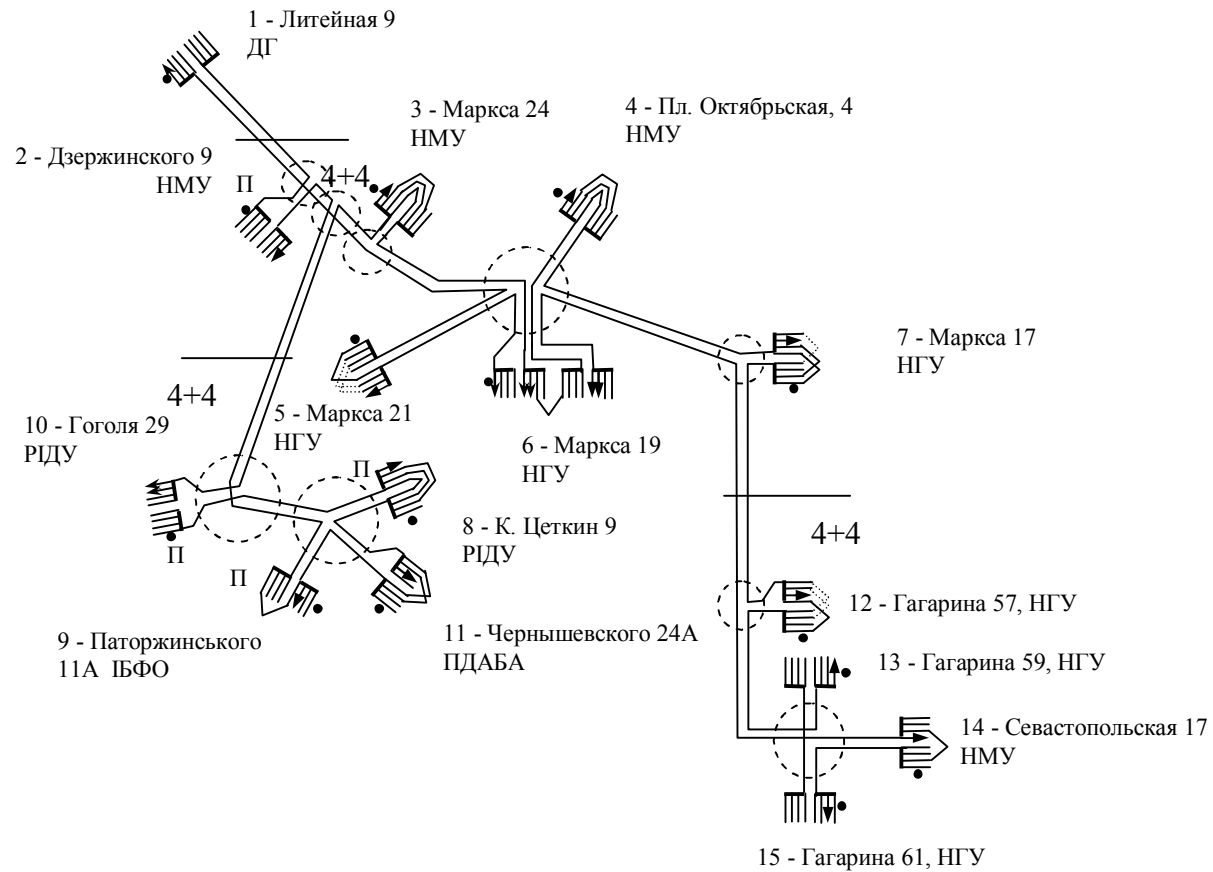 1 - Литейная 9
ДГ
3 - Маркса 24
НМУ
4 - Пл. Октябрьская, 4
НМУ
2 - Дзержинского 9
НМУ
П
4+4
7 - Маркса 17
НГУ
4+4
5 - Маркса 21
НГУ
6 - Маркса 19
НГУ
10 - Гоголя 29
РІДУ
П
П
8 - К. Цеткин 9
РІДУ
4+4
П
9 - Паторжинського
11А ІБФО
11 - Чернышевского 24А
ПДАБА
12 - Гагарина 57, НГУ
13 - Гагарина 59, НГУ
14 - Севастопольская 17
НМУ
15 - Гагарина 61, НГУ